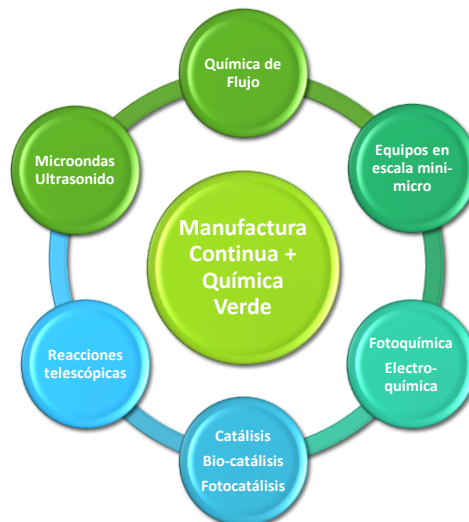 Química de
Flujo
Equipos en
escala mini-
micro
Fotoquímica
Electro-
química
Catálisis
Bio-catálisis
Fotocatálisis
Reacciones
telescópicas
Microondas
Ultrasonido
Manufactura
Continua +
Química
Verde